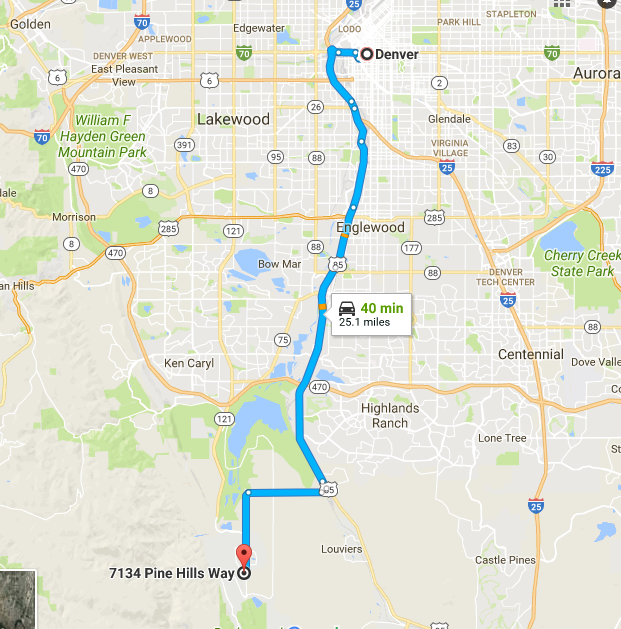 25
STAPLETON
Golden
Edgewater
LODO
PARK HILL
APPLEWOOD
70
DENVER WEST
70
Denver
70
East Pleasant
View
6
6
2
Aurora
26
William F
Hayden Green
Mountain Park
Lakewood
Glendale
70
391
VIRGINIA
VILLAGE
83
30
95
88
25
225
470
8
Morrison
285
285
121
Englewood
8
470
88
177
Cherry Creek
State Park
Bow Mar
85
88
DENVER
TECH CENTER
an Hills
25
40 min
25.1 miles
88
75
Ken Caryl
Centennial
Dove Valle
470
121
Highlands
Ranch
Lone Tree
85
25
Louviers
Castle Pines
7134 Pine Hills Way